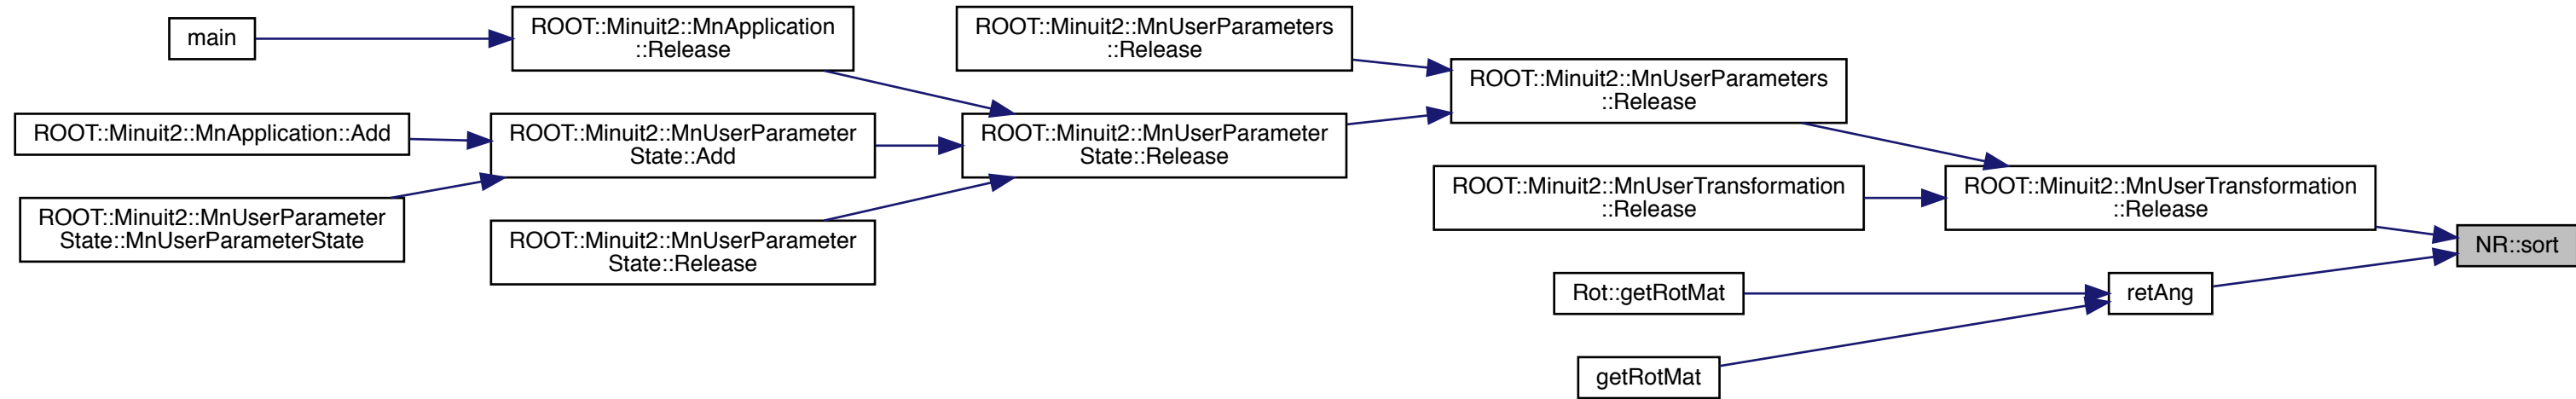 main
ROOT::Minuit2::MnApplication
::Release
ROOT::Minuit2::MnUserParameters
::Release
ROOT::Minuit2::MnUserParameters
::Release
ROOT::Minuit2::MnApplication::Add
ROOT::Minuit2::MnUserParameter
State::Add
ROOT::Minuit2::MnUserParameter
State::Release
ROOT::Minuit2::MnUserTransformation
::Release
ROOT::Minuit2::MnUserTransformation
::Release
ROOT::Minuit2::MnUserParameter
State::MnUserParameterState
ROOT::Minuit2::MnUserParameter
State::Release
NR::sort
Rot::getRotMat
retAng
getRotMat